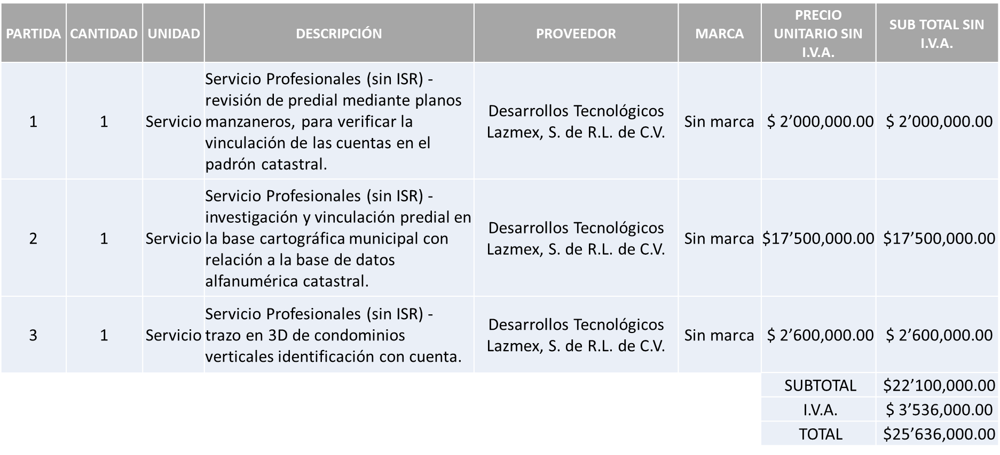 PARTIDA CANTIDAD UNIDAD DESCRIPCIÓN PROVEEDOR MARCA PRECIO UNITARIO SIN I.V.A. SUB TOTAL SIN I.V.A.
1 1 Servicio Servicio Profesionales (sin ISR) - revisión de predial mediante planos manzaneros, para verificar la vinculación de las cuentas en el padrón catastral. Desarrollos Tecnológicos Lazmex, S. de R.L. de C.V. Sin marca $ 2’000,000.00 $ 2’000,000.00
2 1 Servicio Servicio Profesionales (sin ISR) - investigación y vinculación predial en la base cartográfica municipal con relación a la base de datos alfanumérica catastral. Desarrollos Tecnológicos Lazmex, S. de R.L. de C.V. Sin marca $17’500,000.00 $17’500,000.00
3 1 Servicio Servicio Profesionales (sin ISR) - trazo en 3D de condominios verticales identificación con cuenta. Desarrollos Tecnológicos Lazmex, S. de R.L. de C.V. Sin marca $ 2’600,000.00 $ 2’600,000.00
SUBTOTAL $22’100,000.00
I.V.A. $ 3’536,000.00
TOTAL $25’636,000.00